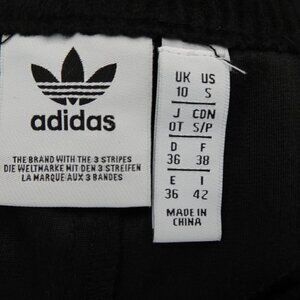 adidas
THE BRAND WITH THE 3 STRIPES
DIE WELTMARKE MIT DEN 3 STREIFEN
LA MARQUE AUX 3 BANDES
UK US
10 S
J CDN
OT S/P
D F
36 38
E I
36 42
MADE IN
CHINA